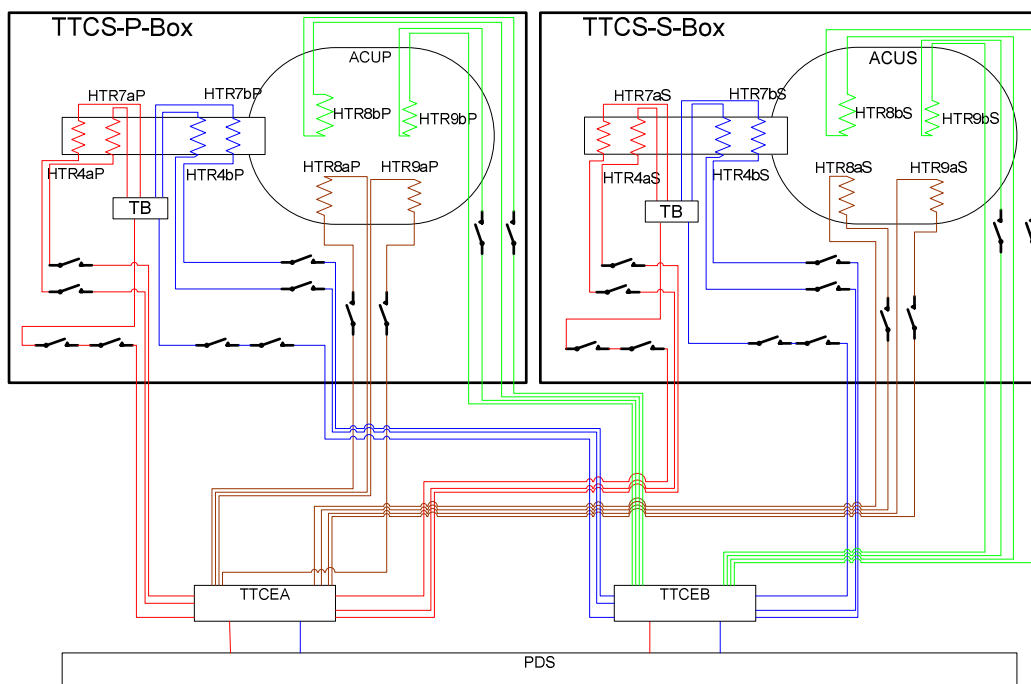 TTCS-P-Box
TTCS-S-Box
ACUP
ACUS
HTR7aP
HTR7bP
HTR8bP
HTR9bP
HTR4aP
HTR4bP
HTR8aP
HTR9aP
TB
HTR7aS
HTR7bS
HTR8bS
HTR9bS
HTR4aS
HTR4bS
HTR8aS
HTR9aS
TB
TTCEA
TTCEB
PDS